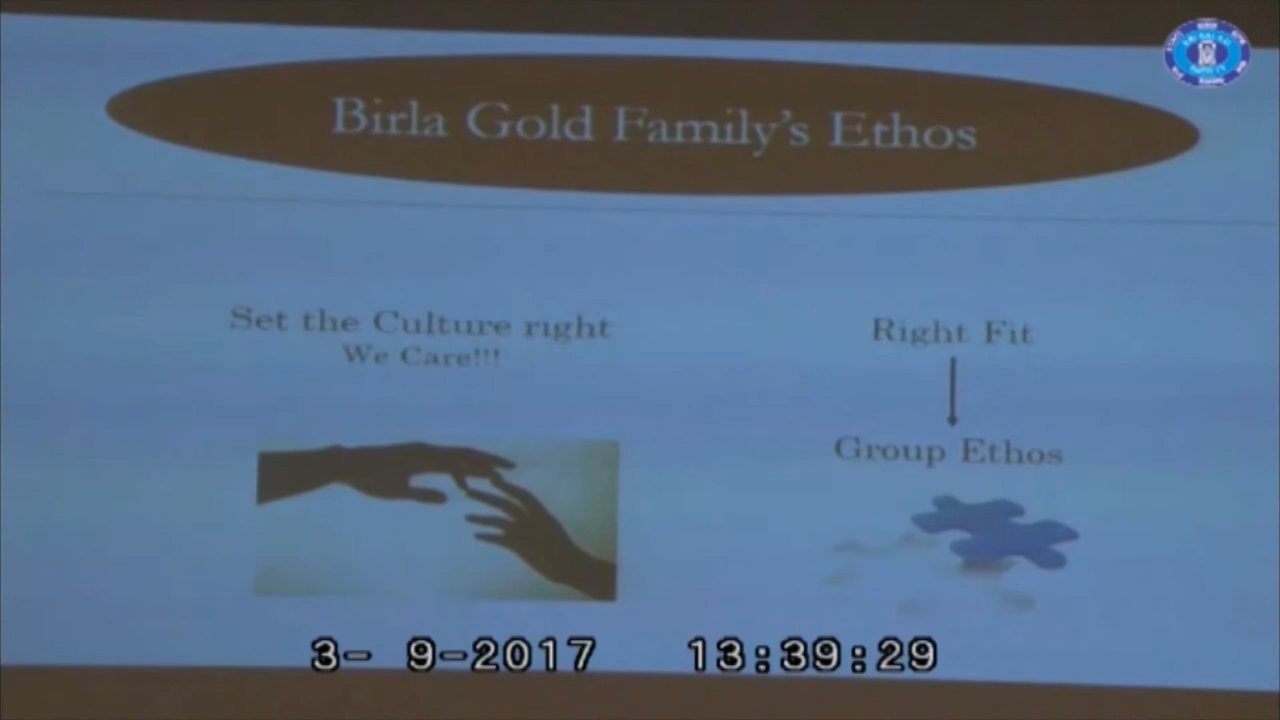 Birla Gold Family's Ethos
Set the Culture right
We Care!!!
Right Fit
Group Ethos
3- 9-2017 13:39:29